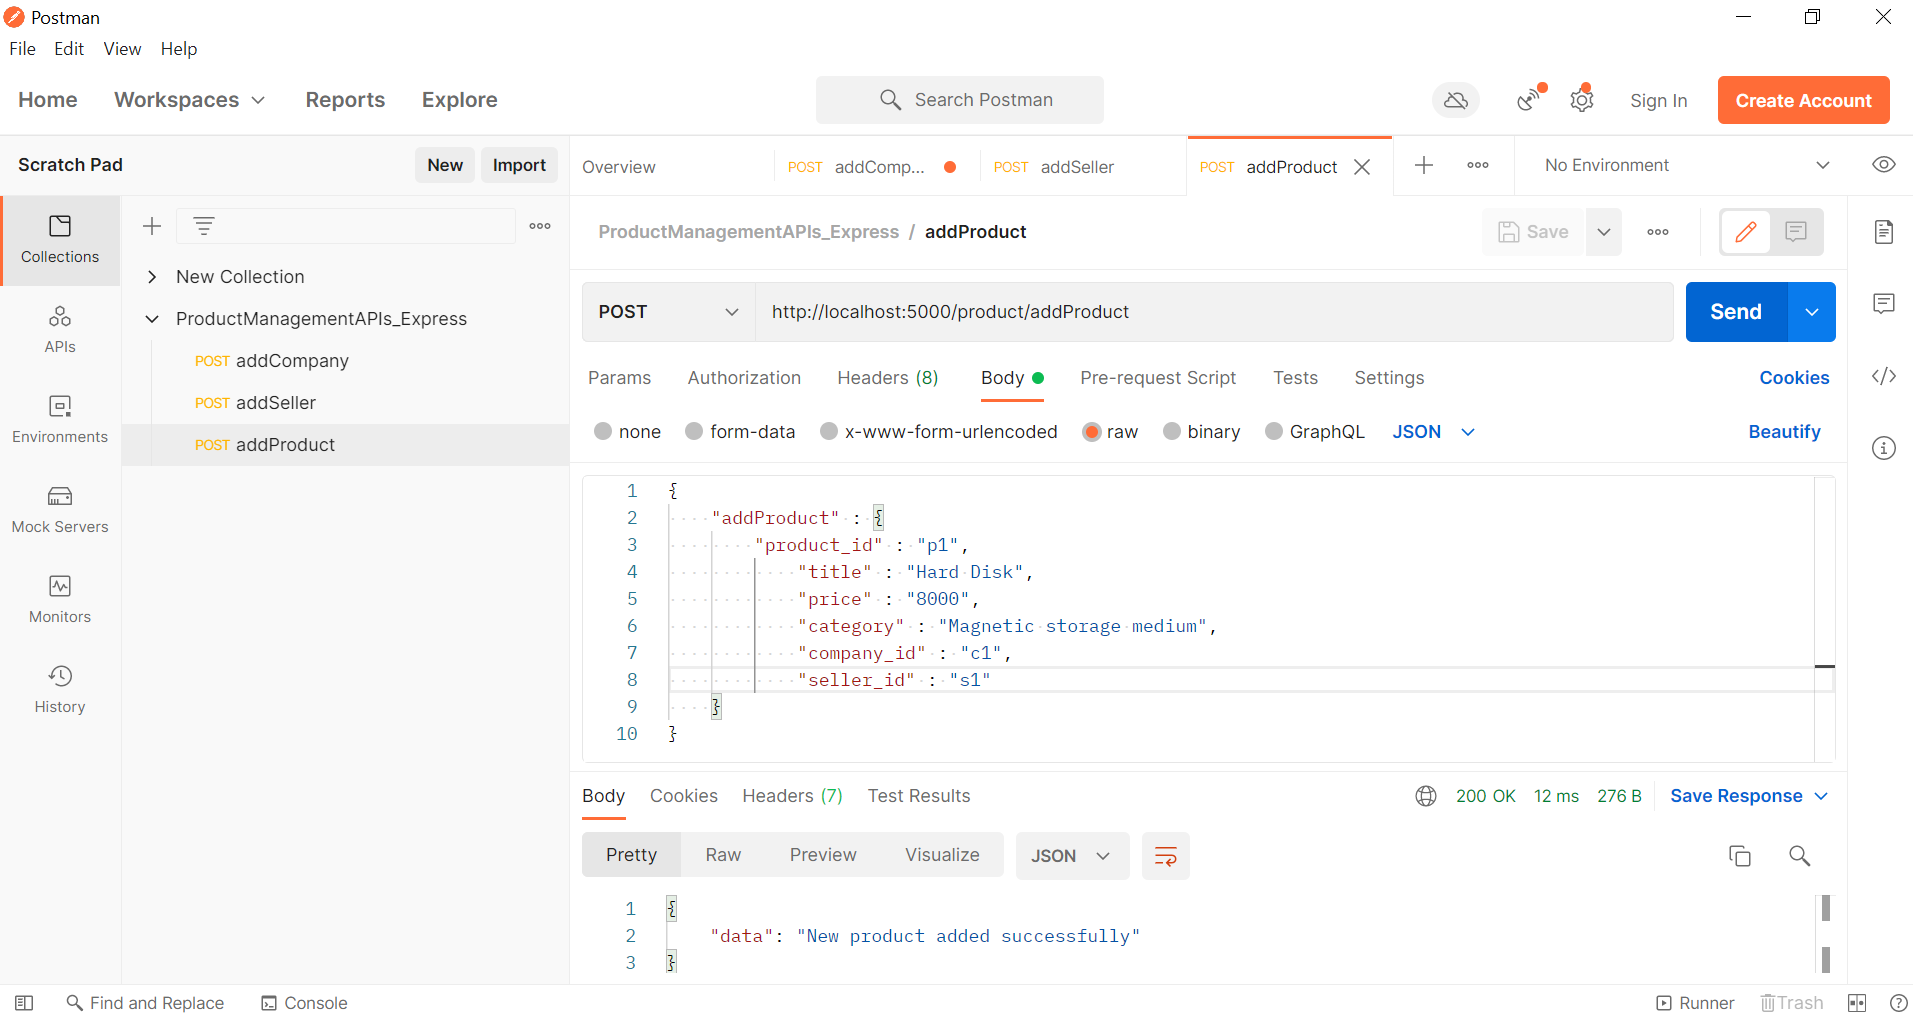 Postman
File Edit View Help
Home Workspaces Reports Explore
Search Postman
Sign In Create Account
Scratch Pad New Import
Overview POST addComp... POST addSeller POST addProduct No Environment
Collections
APIs
Environments
Mock Servers
Monitors
History
New Collection
ProductManagementAPIs_Express
POST addCompany
POST addSeller
POST addProduct
ProductManagementAPIs_Express / addProduct Save
POST http://localhost:5000/product/addProduct Send
Params Authorization Headers (8) Body Pre-request Script Tests Settings Cookies
none form-data x-www-form-urlencoded raw binary GraphQL JSON Beautify
1 {
2 "addProduct" : {
3 "product_id" : "p1",
4 "title" : "Hard Disk",
5 "price" : "8000",
6 "category" : "Magnetic storage medium",
7 "company_id" : "c1",
8 "seller_id" : "s1"
9 }
10 }
Body Cookies Headers (7) Test Results 200 OK 12 ms 276 B Save Response
Pretty Raw Preview Visualize JSON
1 {
2 "data": "New product added successfully"
3 }
Find and Replace Console Runner Trash